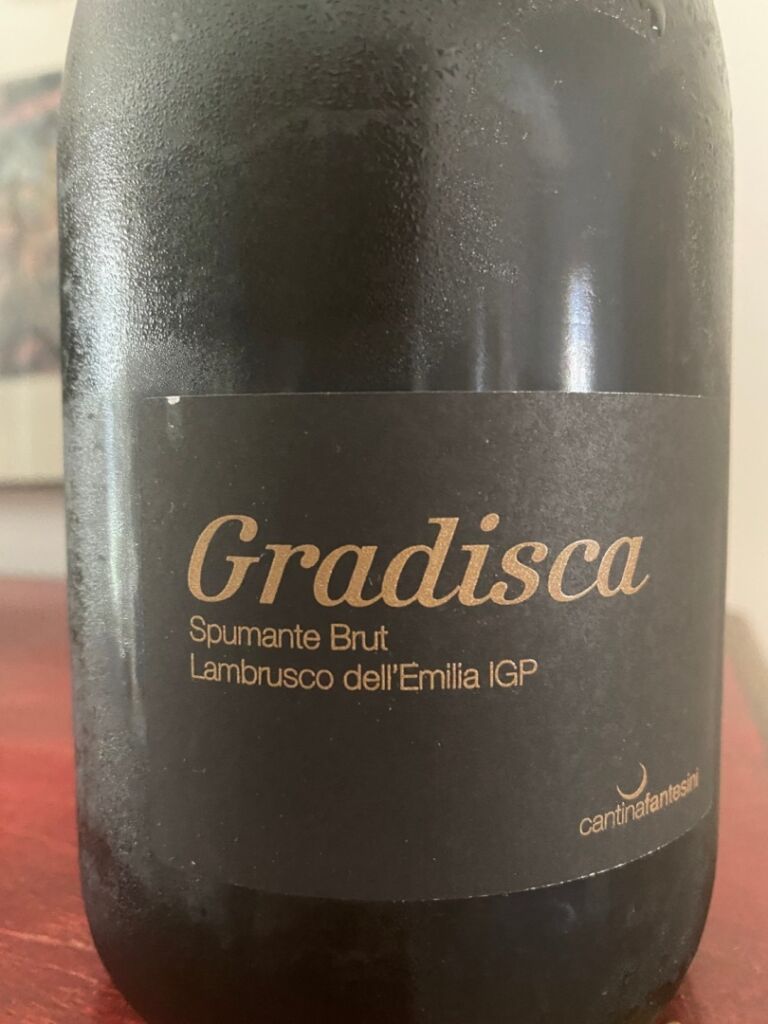 Gradisca
Spumante Brut
Lambrusco dell'Emilia IGP
cantinafantesini